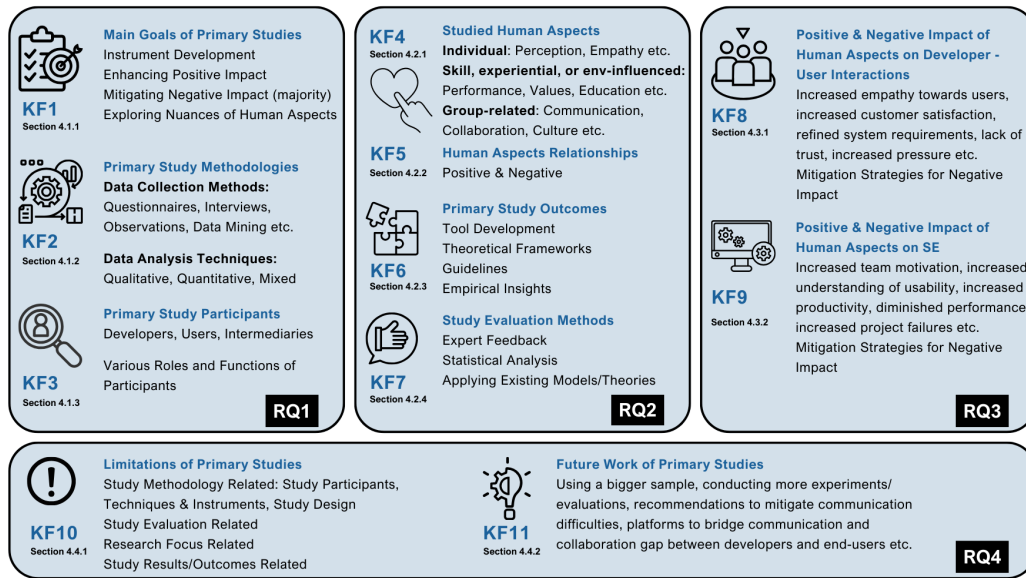 Main Goals of Primary Studies
Instrument Development
Enhancing Positive Impact
Mitigating Negative Impact (majority)
Exploring Nuances of Human Aspects
KF1
Section 4.1.1
Primary Study Methodologies
Data Collection Methods:
Questionnaires, Interviews,
Observations, Data Mining etc.
KF2
Section 4.1.2
Data Analysis Techniques:
Qualitative, Quantitative, Mixed
Primary Study Participants
Developers, Users, Intermediaries
Various Roles and Functions of
Participants
KF3
Section 4.1.3
RQ1
KF4
Section 4.2.1
Studied Human Aspects
Individual: Perception, Empathy etc.
Skill, experiential, or env-influenced:
Performance, Values, Education etc.
Group-related: Communication,
Collaboration, Culture etc.
KF5
Section 4.2.2
Human Aspects Relationships
Positive & Negative
Primary Study Outcomes
Tool Development
Theoretical Frameworks
Guidelines
Empirical Insights
KF6
Section 4.2.3
Study Evaluation Methods
Expert Feedback
Statistical Analysis
Applying Existing Models/Theories
KF7
Section 4.2.4
RQ2
Positive & Negative Impact of
Human Aspects on Developer -
User Interactions
Increased empathy towards users,
increased customer satisfaction,
refined system requirements, lack of
trust, increased pressure etc.
Mitigation Strategies for Negative
Impact
KF8
Section 4.3.1
Positive & Negative Impact of
Human Aspects on SE
Increased team motivation, increased
understanding of usability, increased
productivity, diminished performance
increased project failures etc.
Mitigation Strategies for Negative
Impact
KF9
Section 4.3.2
RQ3
Limitations of Primary Studies
Study Methodology Related: Study Participants,
Techniques & Instruments, Study Design
Study Evaluation Related
Research Focus Related
Study Results/Outcomes Related
KF10
Section 4.4.1
Future Work of Primary Studies
Using a bigger sample, conducting more experiments/
evaluations, recommendations to mitigate communication
difficulties, platforms to bridge communication and
collaboration gap between developers and end-users etc.
KF11
Section 4.4.2
RQ4